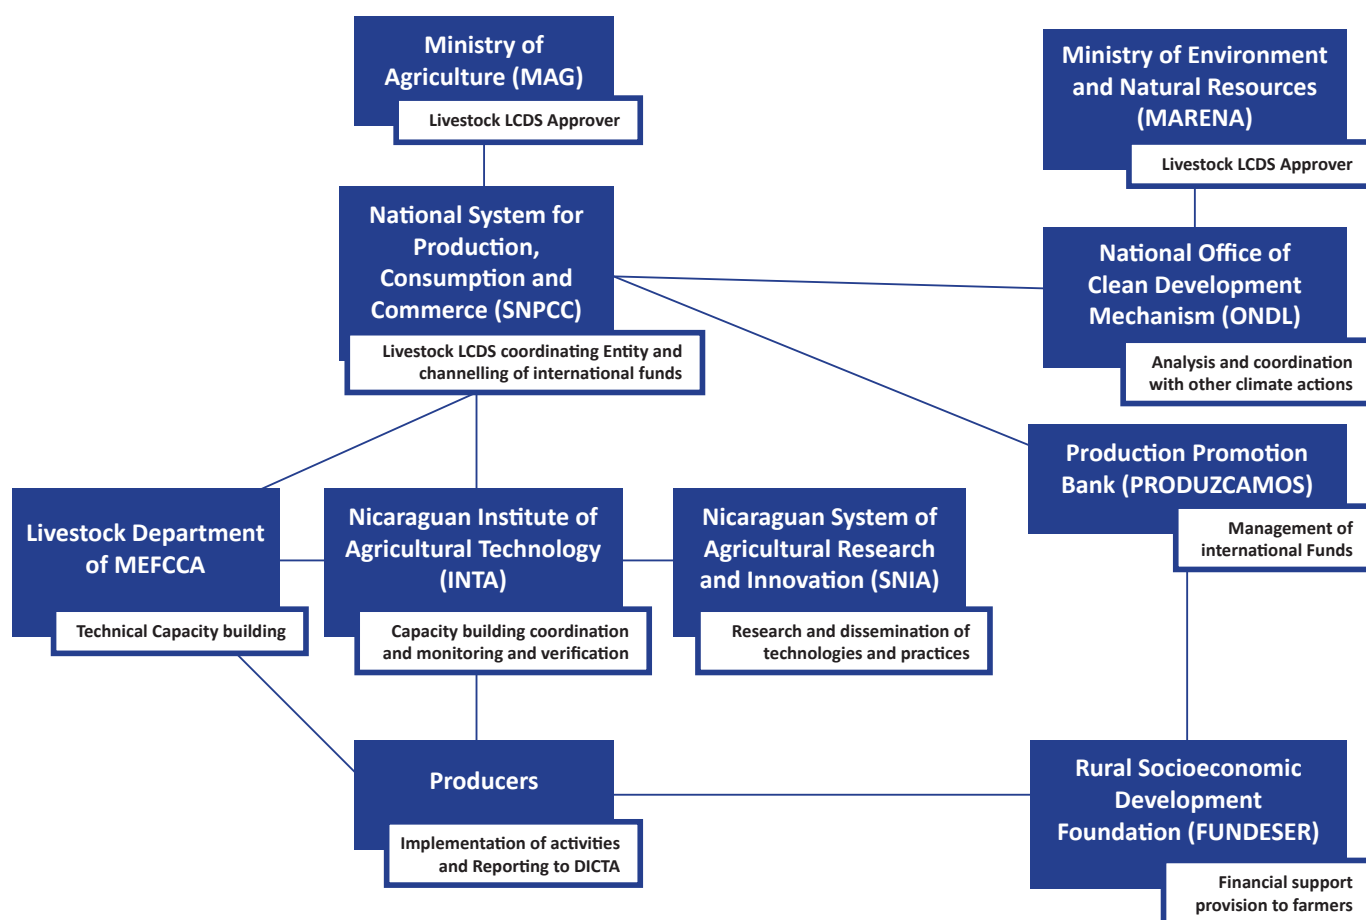 Ministry of
Agriculture (MAG)
Livestock LCDS Approver
Ministry of Environment
and Natural Resources
(MARENA)
Livestock LCDS Approver
National System for
Production,
Consumption and
Commerce (SNPCC)
Livestock LCDS coordinating Entity and
channelling of international funds
National Office of
Clean Development
Mechanism (ONDL)
Analysis and coordination
with other climate actions
Production Promotion
Bank (PRODUZCAMOS)
Management of
international Funds
Livestock Department
of MEFCCA
Technical Capacity building
Nicaraguan Institute of
Agricultural Technology
(INTA)
Capacity building coordination
and monitoring and verification
Nicaraguan System of
Agricultural Research
and Innovation (SNIA)
Research and dissemination of
technologies and practices
Producers
Implementation of activities
and Reporting to DICTA
Rural Socioeconomic
Development
Foundation (FUNDESER)
Financial support
provision to farmers